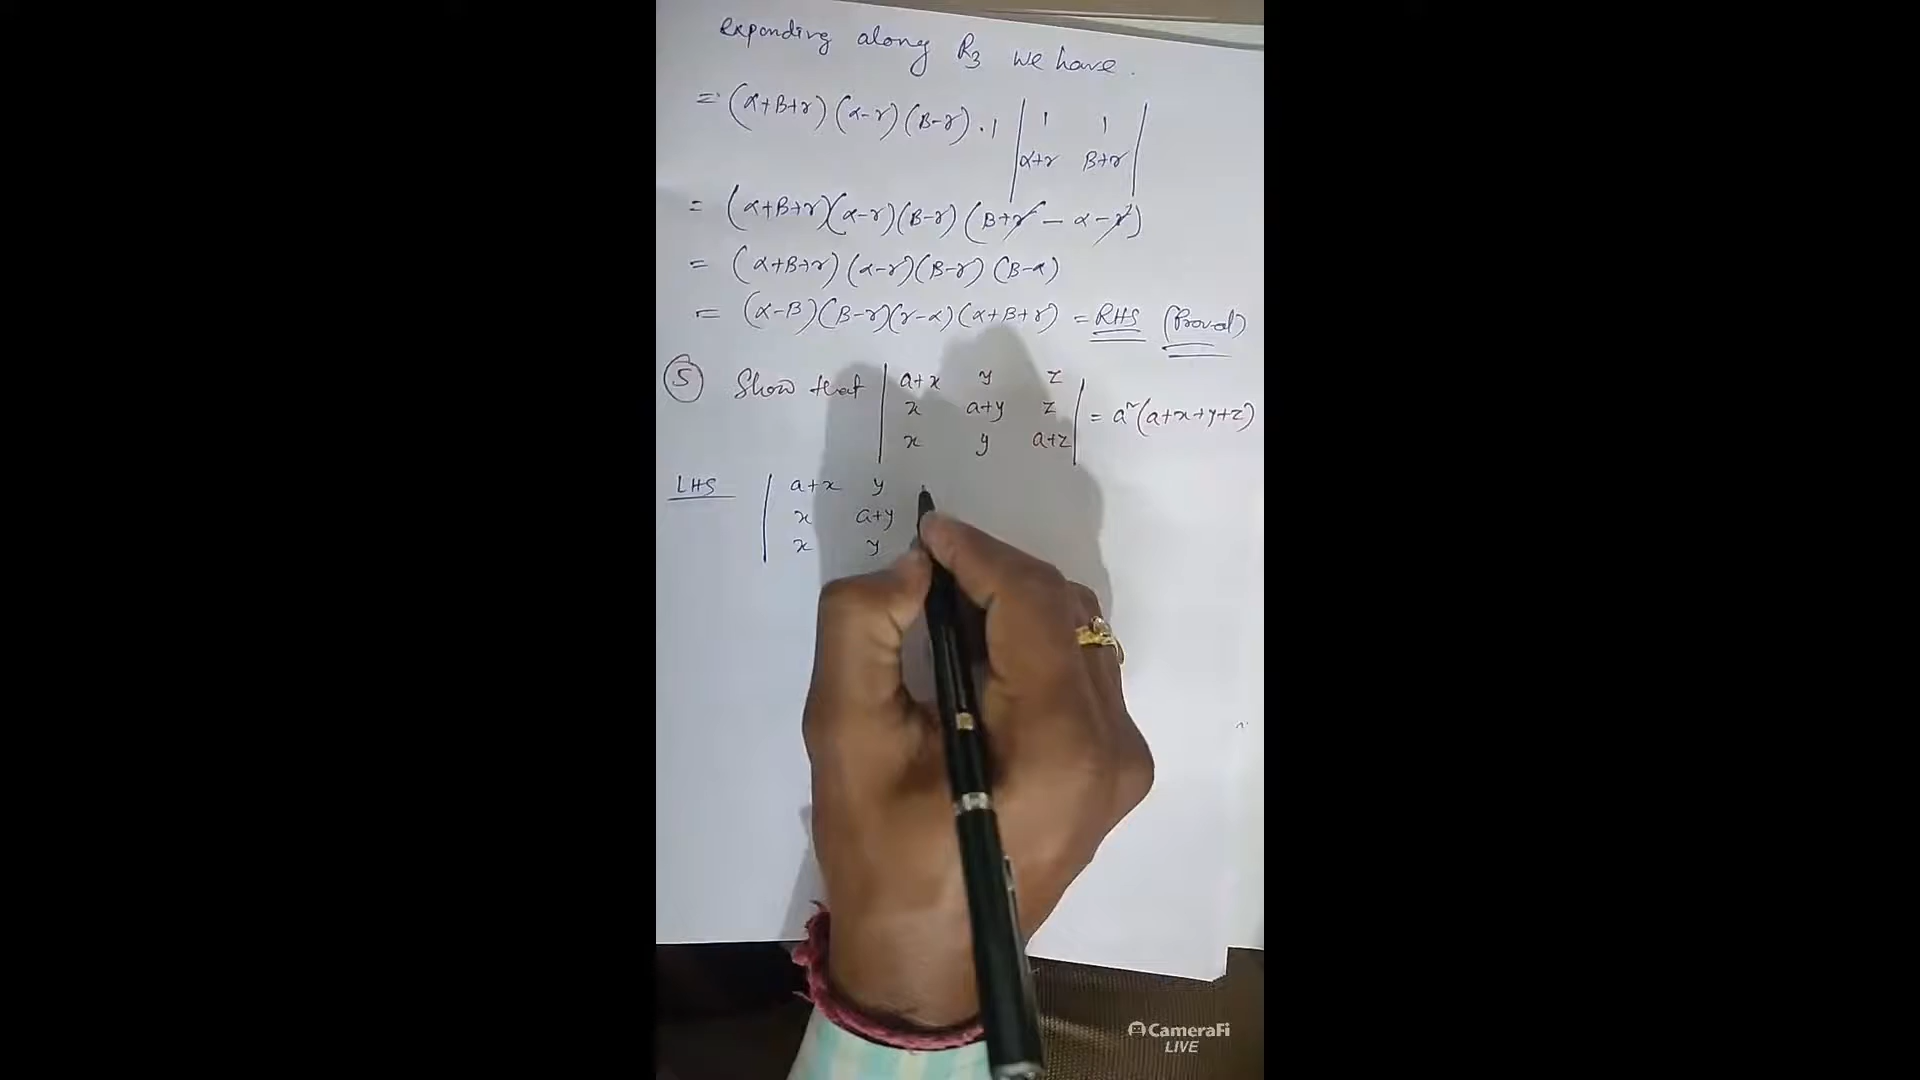 expanding along R₃ we have.
= (α+β+γ)(α-γ)(β-γ).1 | 1 1 |
| α+γ β+γ |
= (α+β+γ)(α-γ)(β-γ)(β+γ - α-γ)
= (α+β+γ)(α-γ)(β-γ)(β-α)
= (α-β)(β-γ)(γ-α)(α+β+γ) = RHS (Proved)
⑤ Show that | a+x y z |
| x a+y z | = a²(a+x+y+z)
| x y a+z |
LHS | a+x y
x a+y
x y
CameraFi
LIVE